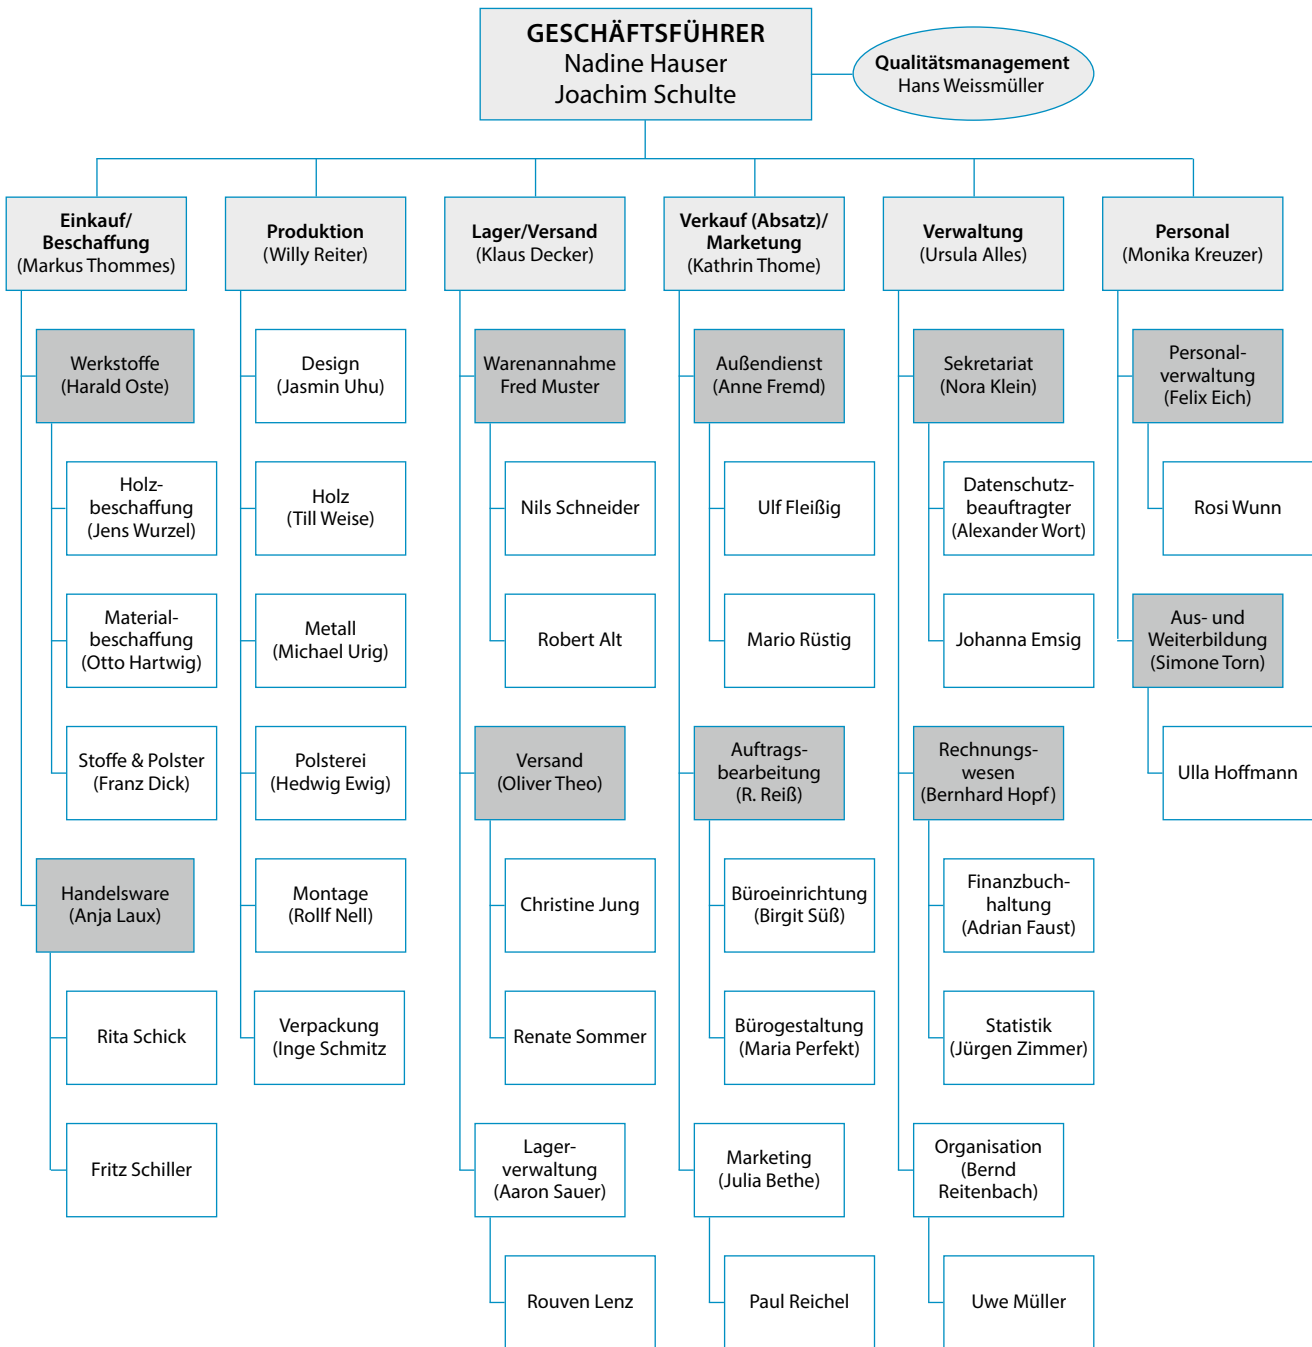 GESCHÄFTSFÜHRER
Nadine Hauser
Joachim Schulte
Qualitätsmanagement
Hans Weissmüller
Einkauf/
Beschaffung
(Markus Thommes)
Produktion
(Willy Reiter)
Lager/Versand
(Klaus Decker)
Verkauf (Absatz)/
Marketung
(Kathrin Thome)
Verwaltung
(Ursula Alles)
Personal
(Monika Kreuzer)
Werkstoffe
(Harald Oste)
Design
(Jasmin Uhu)
Warenannahme
Fred Muster
Außendienst
(Anne Fremd)
Sekretariat
(Nora Klein)
Personal-
verwaltung
(Felix Eich)
Holz-
beschaffung
(Jens Wurzel)
Holz
(Till Weise)
Nils Schneider
Ulf Fleißig
Datenschutz-
beauftragter
(Alexander Wort)
Rosi Wunn
Material-
beschaffung
(Otto Hartwig)
Metall
(Michael Urig)
Robert Alt
Mario Rüstig
Johanna Emsig
Aus- und
Weiterbildung
(Simone Torn)
Stoffe & Polster
(Franz Dick)
Polsterei
(Hedwig Ewig)
Versand
(Oliver Theo)
Auftrags-
bearbeitung
(R. Reiß)
Rechnungs-
wesen
(Bernhard Hopf)
Ulla Hoffmann
Handelsware
(Anja Laux)
Montage
(Rollf Nell)
Christine Jung
Büroeinrichtung
(Birgit Süß)
Finanzbuch-
haltung
(Adrian Faust)
Rita Schick
Verpackung
(Inge Schmitz
Renate Sommer
Bürogestaltung
(Maria Perfekt)
Statistik
(Jürgen Zimmer)
Fritz Schiller
Lager-
verwaltung
(Aaron Sauer)
Marketing
(Julia Bethe)
Organisation
(Bernd
Reitenbach)
Rouven Lenz
Paul Reichel
Uwe Müller